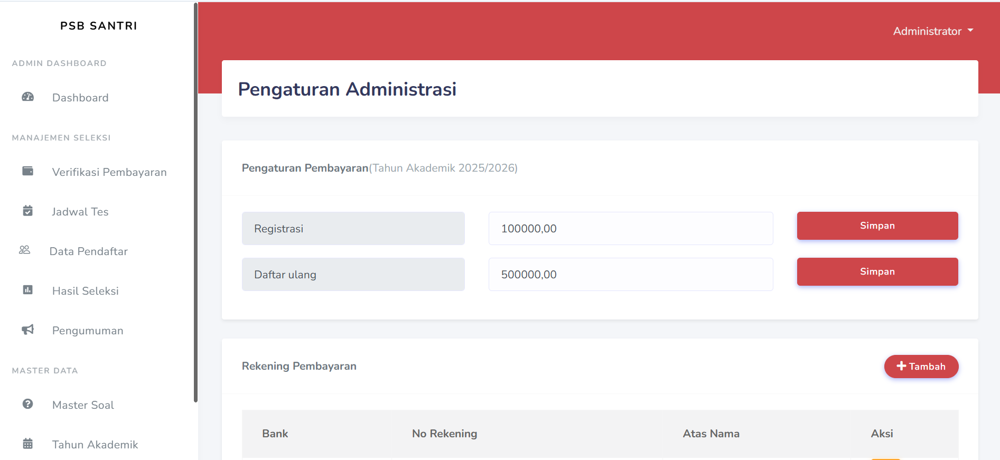 PSB SANTRI
ADMIN DASHBOARD
Dashboard
MANAJEMEN SELEKSI
Verifikasi Pembayaran
Jadwal Tes
Data Pendaftar
Hasil Seleksi
Pengumuman
MASTER DATA
Master Soal
Tahun Akademik
Administrator
Pengaturan Administrasi
Pengaturan Pembayaran(Tahun Akademik 2025/2026)
Registrasi 100000,00 Simpan
Daftar ulang 500000,00 Simpan
Rekening Pembayaran Tambah
Bank No Rekening Atas Nama Aksi